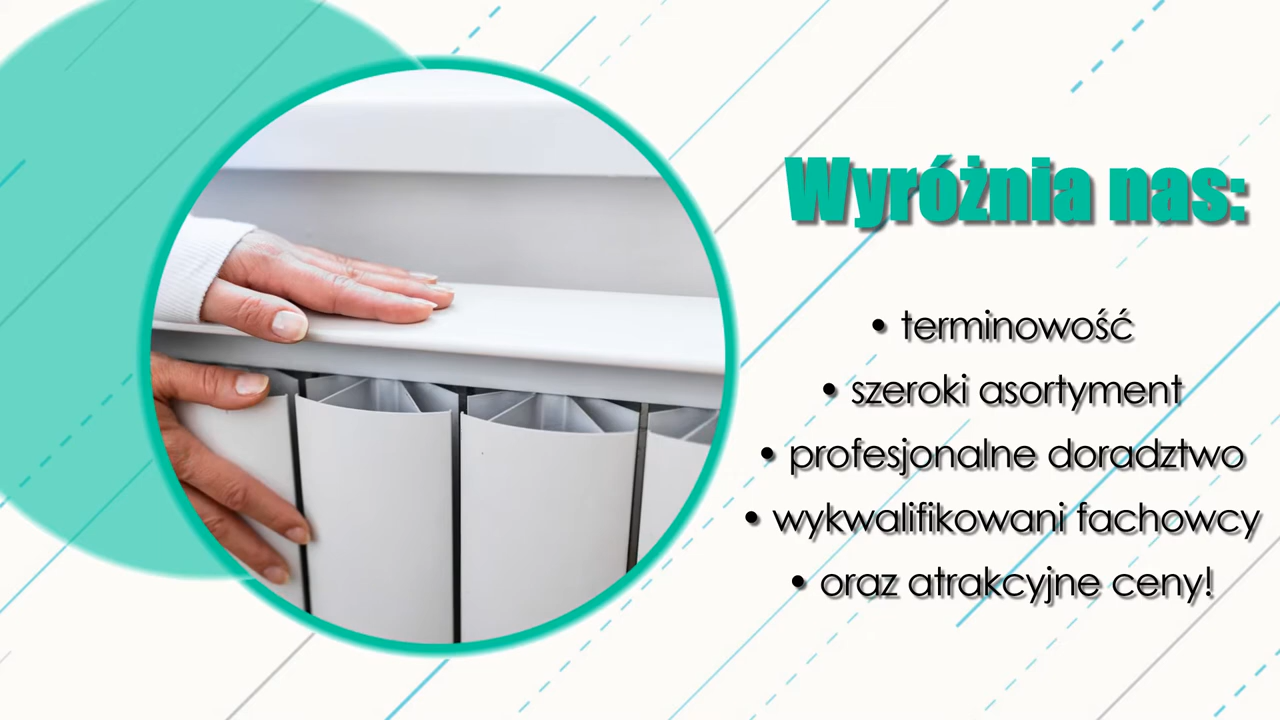 Wyróżnia nas:
• terminowość
• szeroki asortyment
• profesjonalne doradztwo
• wykwalifikowani fachowcy
• oraz atrakcyjne ceny!